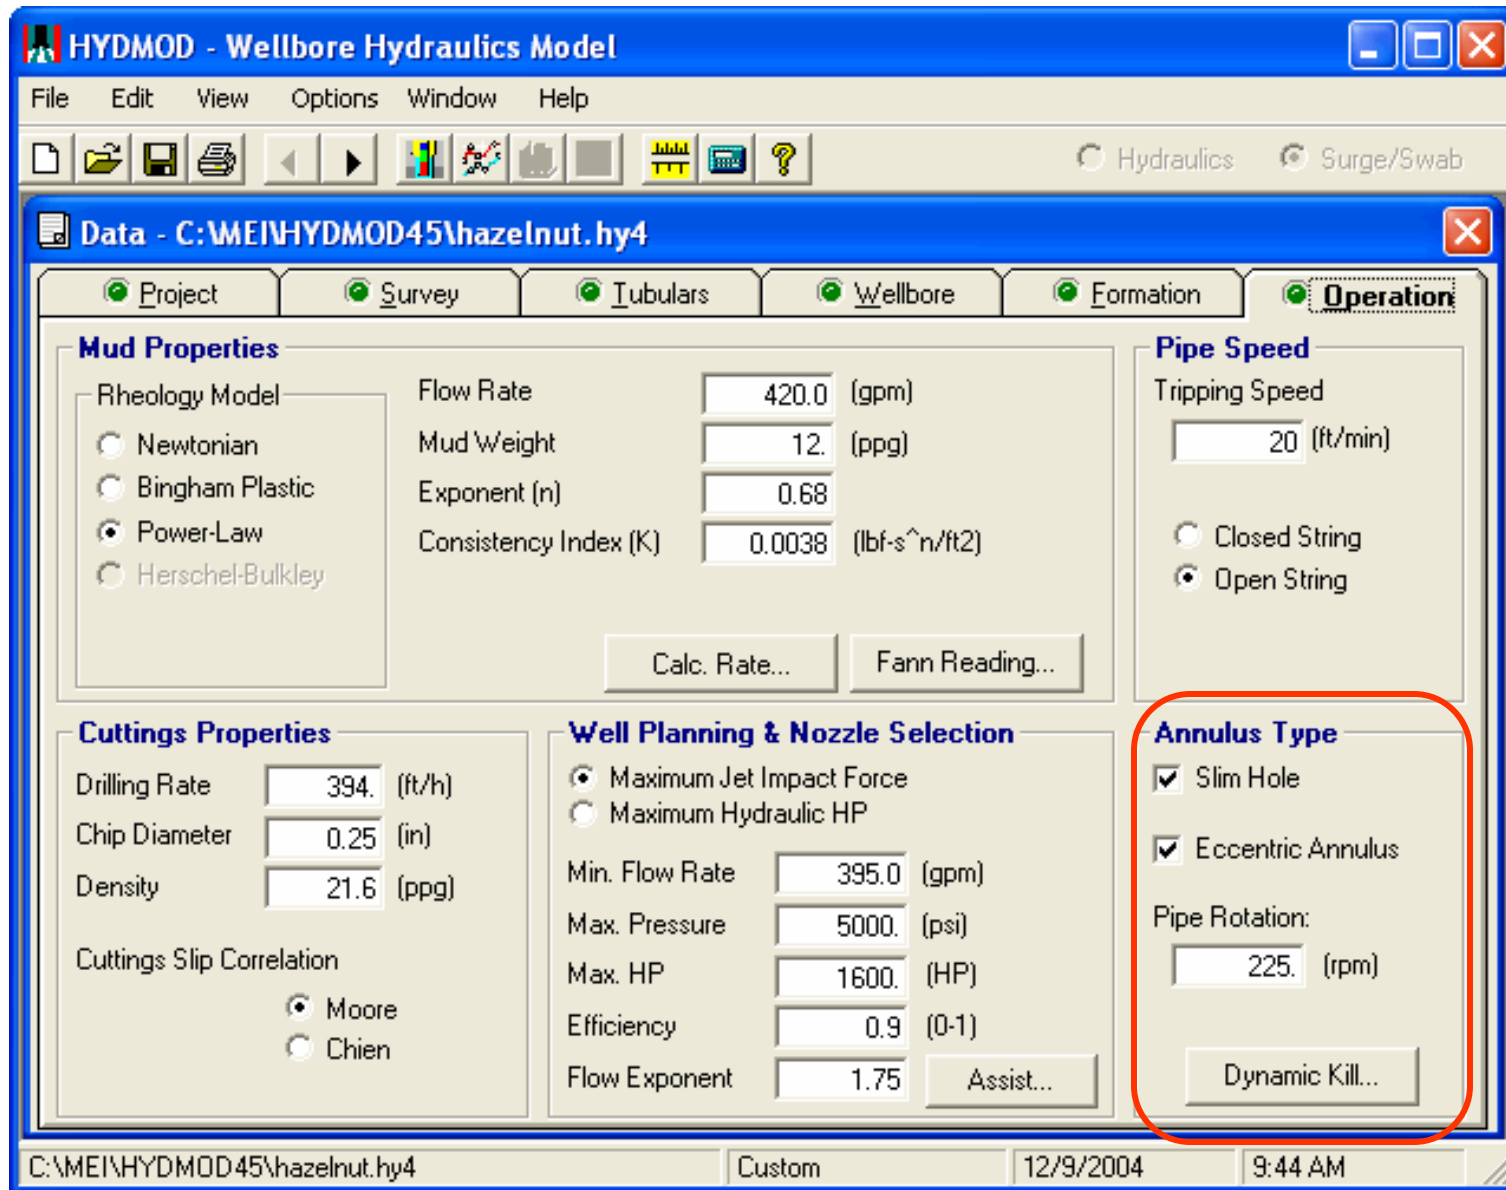 HYDMOD - Wellbore Hydraulics Model
File Edit View Options Window Help
Hydraulics Surge/Swab
Data - C:\MEI\HYDMOD45\hazelnut.hy4
Project Survey Tubulars Wellbore Formation Operation
Mud Properties
Rheology Model
Newtonian
Bingham Plastic
Power-Law
Herschel-Bulkley
Flow Rate 420.0 (gpm)
Mud Weight 12. (ppg)
Exponent (n) 0.68
Consistency Index (K) 0.0038 (lbf-s^n/ft2)
Calc. Rate... Fann Reading...
Pipe Speed
Tripping Speed
20 (ft/min)
Closed String
Open String
Cuttings Properties
Drilling Rate 394. (ft/h)
Chip Diameter 0.25 (in)
Density 21.6 (ppg)
Cuttings Slip Correlation
Moore
Chien
Well Planning & Nozzle Selection
Maximum Jet Impact Force
Maximum Hydraulic HP
Min. Flow Rate 395.0 (gpm)
Max. Pressure 5000. (psi)
Max. HP 1600. (HP)
Efficiency 0.9 (0-1)
Flow Exponent 1.75 Assist...
Annulus Type
Slim Hole
Eccentric Annulus
Pipe Rotation:
225. (rpm)
Dynamic Kill...
C:\MEI\HYDMOD45\hazelnut.hy4 Custom 12/9/2004 9:44 AM